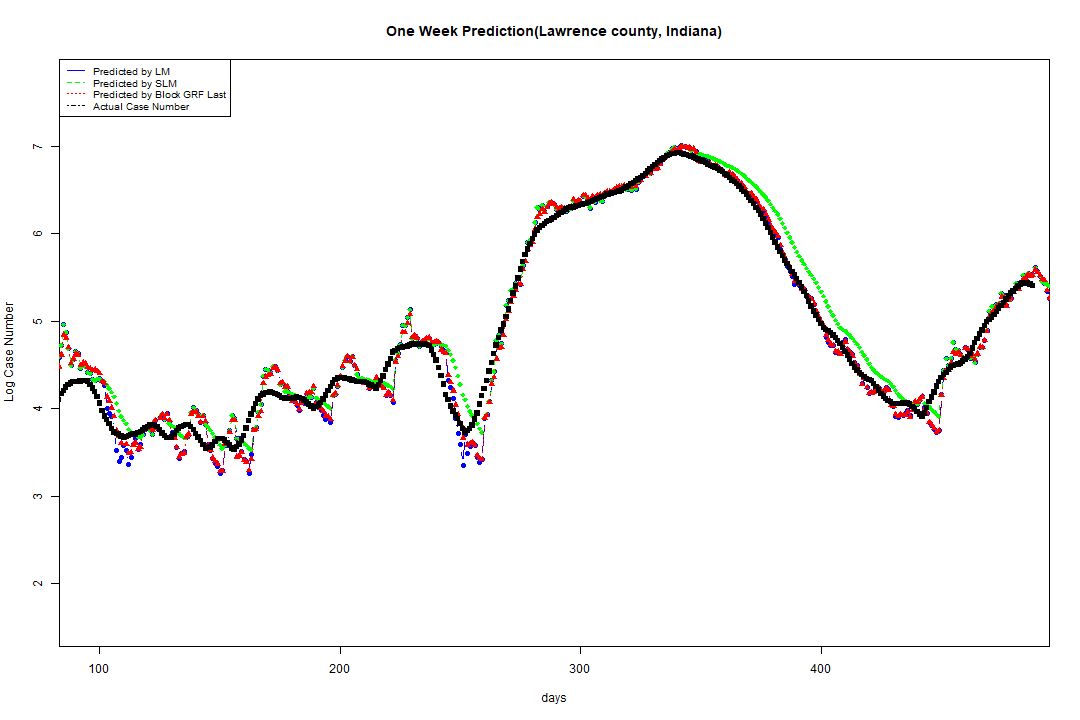 One Week Prediction(Lawrence county, Indiana)
Predicted by LM
Predicted by SLM
Predicted by Block GRF Last
Actual Case Number
7
6
5
4
3
2
Log Case Number
100 200 300 400
days